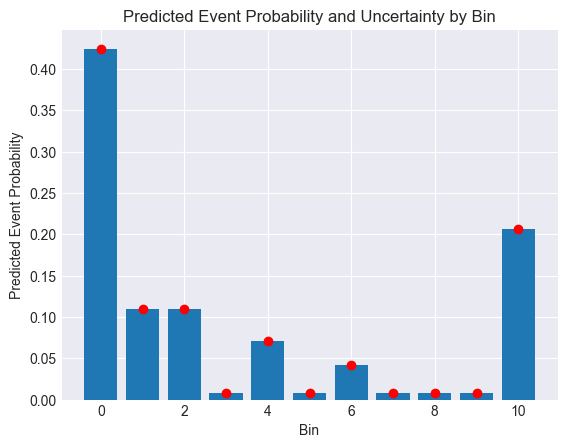 Predicted Event Probability and Uncertainty by Bin
Predicted Event Probability
0.40
0.35
0.30
0.25
0.20
0.15
0.10
0.05
0.00
0 2 4 6 8 10
Bin